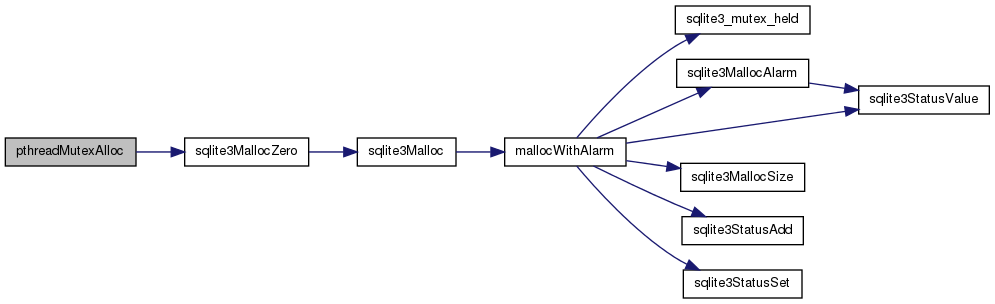 pthreadMutexAlloc
sqlite3MallocZero
sqlite3Malloc
mallocWithAlarm
sqlite3_mutex_held
sqlite3MallocAlarm
sqlite3StatusValue
sqlite3MallocSize
sqlite3StatusAdd
sqlite3StatusSet